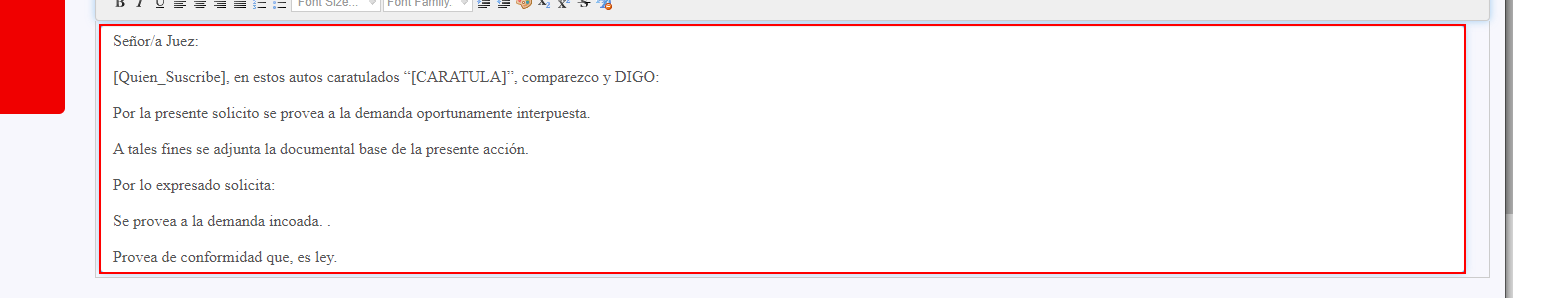 B I U Font Size... Font Family.
Señor/a Juez:
[Quien_Suscribe], en estos autos caratulados “[CARATULA]”, comparezco y DIGO:
Por la presente solicito se provea a la demanda oportunamente interpuesta.
A tales fines se adjunta la documental base de la presente acción.
Por lo expresado solicita:
Se provea a la demanda incoada. .
Provea de conformidad que, es ley.